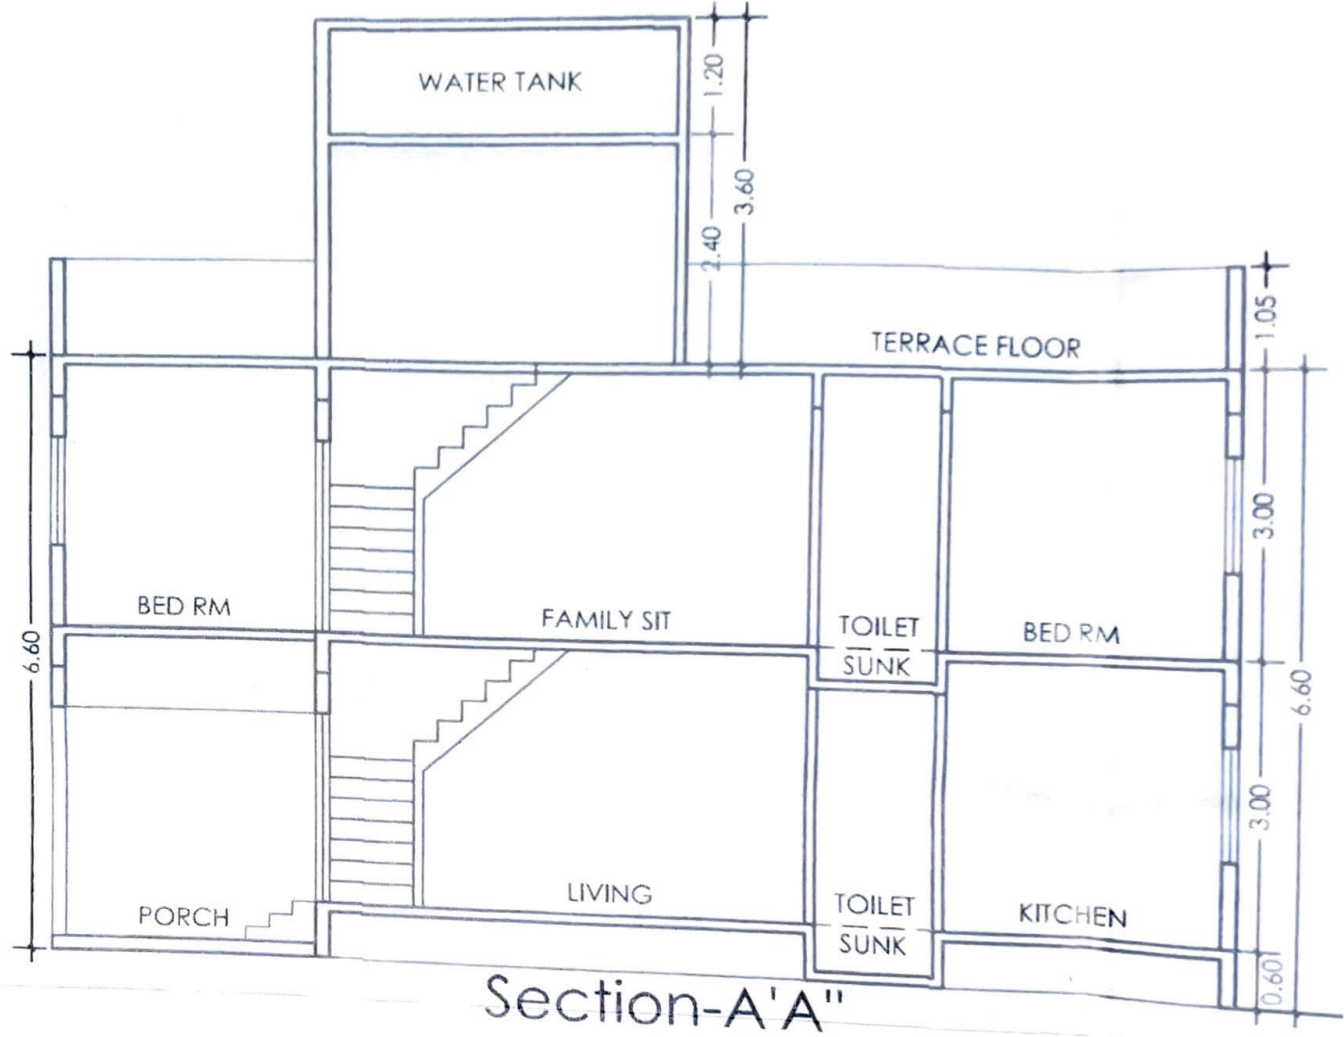 WATER TANK
1.20
3.60
2.40
TERRACE FLOOR
1.05
BED RM
FAMILY SIT
TOILET
SUNK
BED RM
3.00
6.60
6.60
PORCH
LIVING
TOILET
SUNK
KITCHEN
3.00
0.60
Section-A'A"